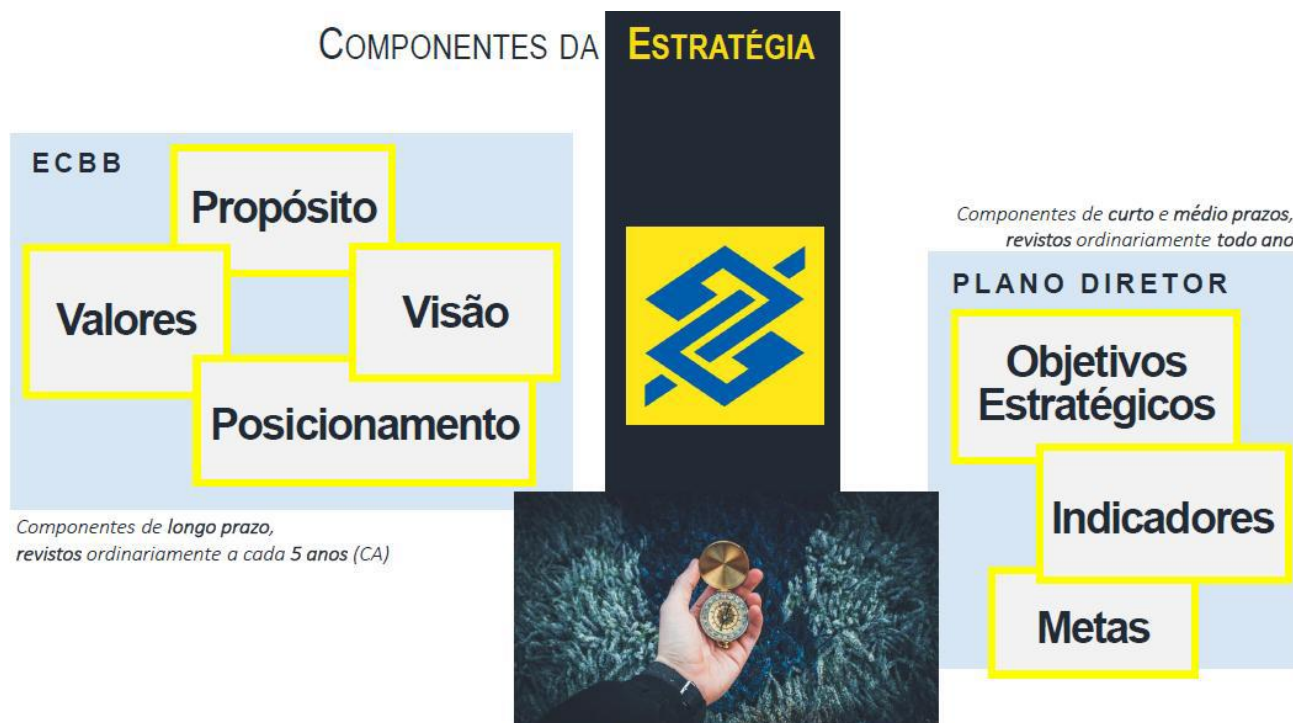 COMPONENTES DA ESTRATÉGIA
ECBB
Propósito
Valores
Visão
Posicionamento
Componentes de longo prazo,
revistos ordinariamente a cada 5 anos (CA)
Componentes de curto e médio prazos,
revistos ordinariamente todo ano
PLANO DIRETOR
Objetivos
Estratégicos
Indicadores
Metas